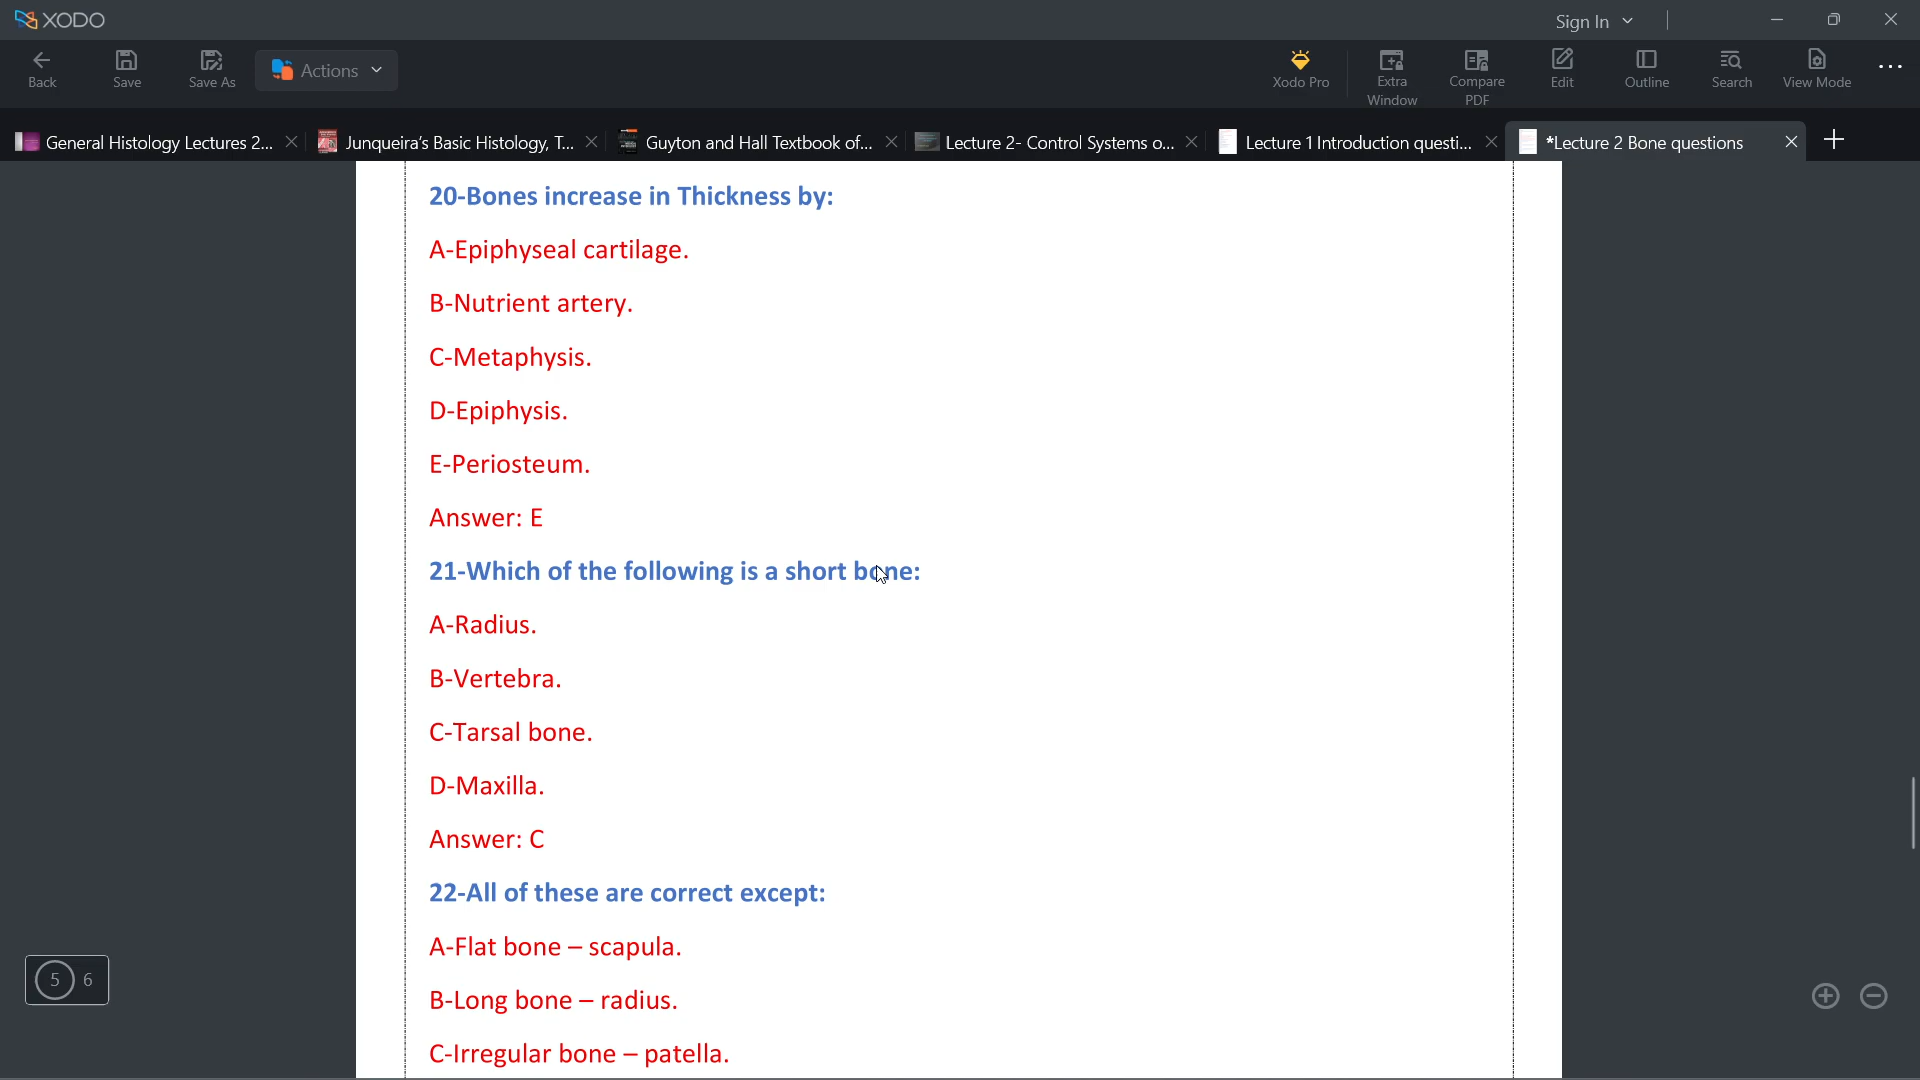 XODO
Sign In
Back
Save
Save As
Actions
Xodo Pro
Extra Window
Compare PDF
Edit
Outline
Search
View Mode
General Histology Lectures 2...
Junqueira's Basic Histology, T...
Guyton and Hall Textbook of...
Lecture 2- Control Systems o...
Lecture 1 Introduction questi...
*Lecture 2 Bone questions
20-Bones increase in Thickness by:
A-Epiphyseal cartilage.
B-Nutrient artery.
C-Metaphysis.
D-Epiphysis.
E-Periosteum.
Answer: E
21-Which of the following is a short bone:
A-Radius.
B-Vertebra.
C-Tarsal bone.
D-Maxilla.
Answer: C
22-All of these are correct except:
A-Flat bone – scapula.
B-Long bone – radius.
C-Irregular bone – patella.
5 6